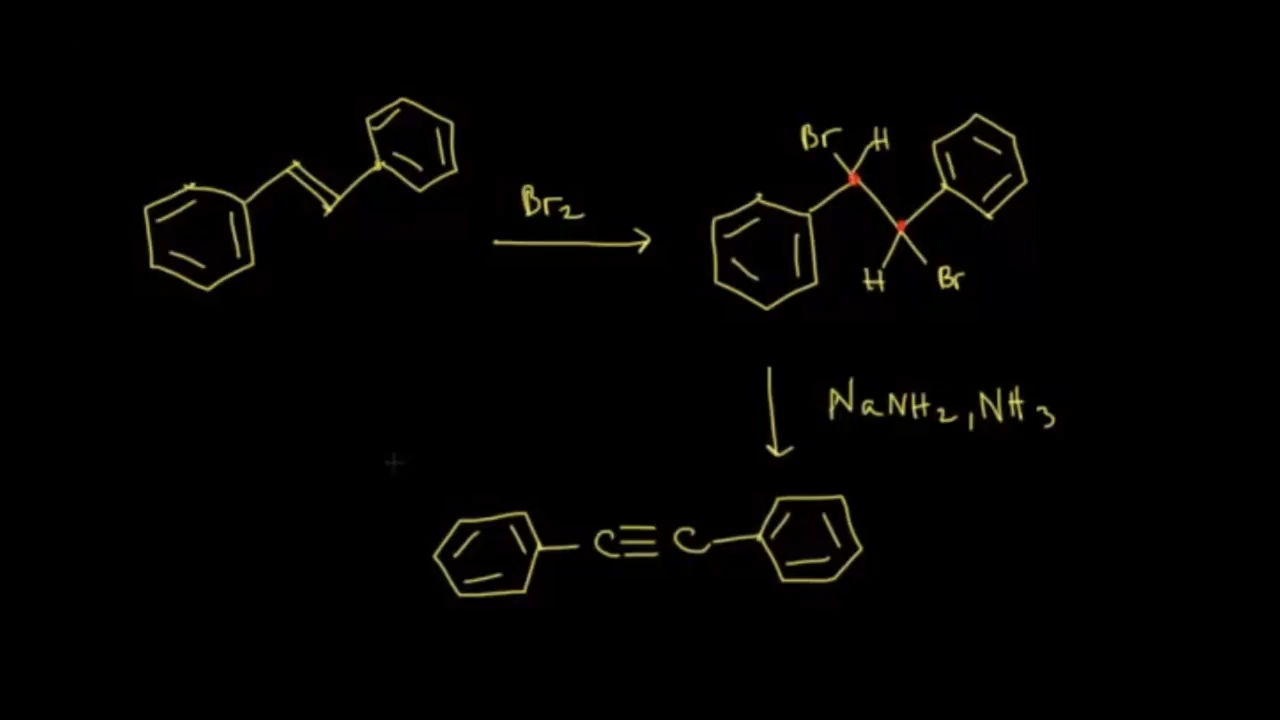 Br H
Br₂
H Br
NaNH₂, NH₃
C≡C